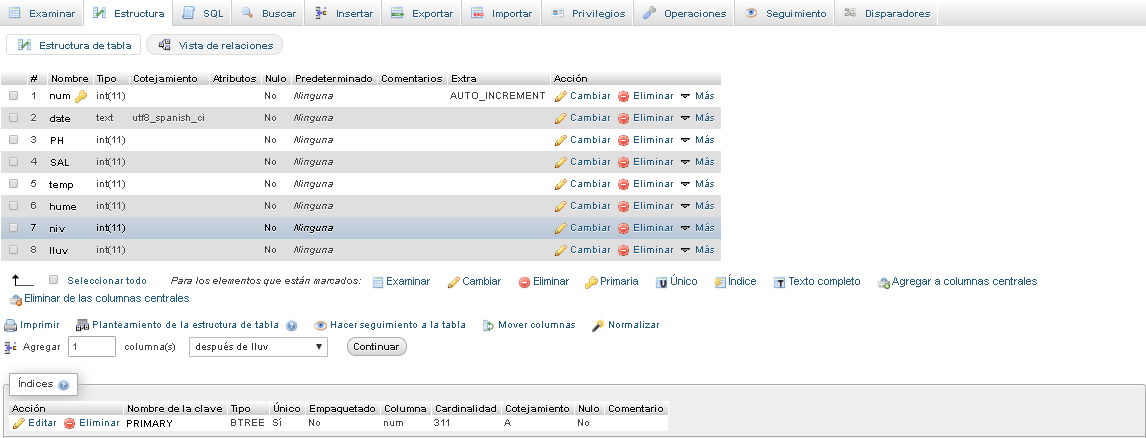 Examinar Estructura SQL Buscar Insertar Exportar Importar Privilegios Operaciones Seguimiento Disparadores
Estructura de tabla Vista de relaciones
# Nombre Tipo Cotejamiento Atributos Nulo Predeterminado Comentarios Extra Acción
1 num int(11) No Ninguna AUTO_INCREMENT Cambiar Eliminar Más
2 date text utf8_spanish_ci No Ninguna Cambiar Eliminar Más
3 PH int(11) No Ninguna Cambiar Eliminar Más
4 SAL int(11) No Ninguna Cambiar Eliminar Más
5 temp int(11) No Ninguna Cambiar Eliminar Más
6 hume int(11) No Ninguna Cambiar Eliminar Más
7 niv int(11) No Ninguna Cambiar Eliminar Más
8 lluv int(11) No Ninguna Cambiar Eliminar Más
Seleccionar todo Para los elementos que están marcados: Examinar Cambiar Eliminar Primaria Único Índice Texto completo Agregar a columnas centrales
Eliminar de las columnas centrales
Imprimir Planteamiento de la estructura de tabla Hacer seguimiento a la tabla Mover columnas Normalizar
Agregar 1 columna(s) después de lluv Continuar
Índices
Acción Nombre de la clave Tipo Único Empaquetado Columna Cardinalidad Cotejamiento Nulo Comentario
Editar Eliminar PRIMARY BTREE Sí No num 311 A No